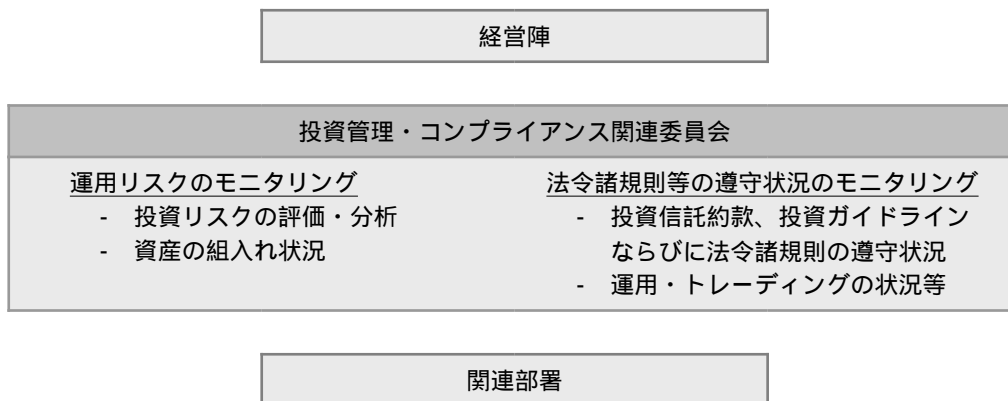 経営陣
投資管理・コンプライアンス関連委員会
運用リスクのモニタリング
- 投資リスクの評価・分析
- 資産の組入れ状況
法令諸規則等の遵守状況のモニタリング
- 投資信託約款、投資ガイドライン
ならびに法令諸規則の遵守状況
- 運用・トレーディングの状況等
関連部署